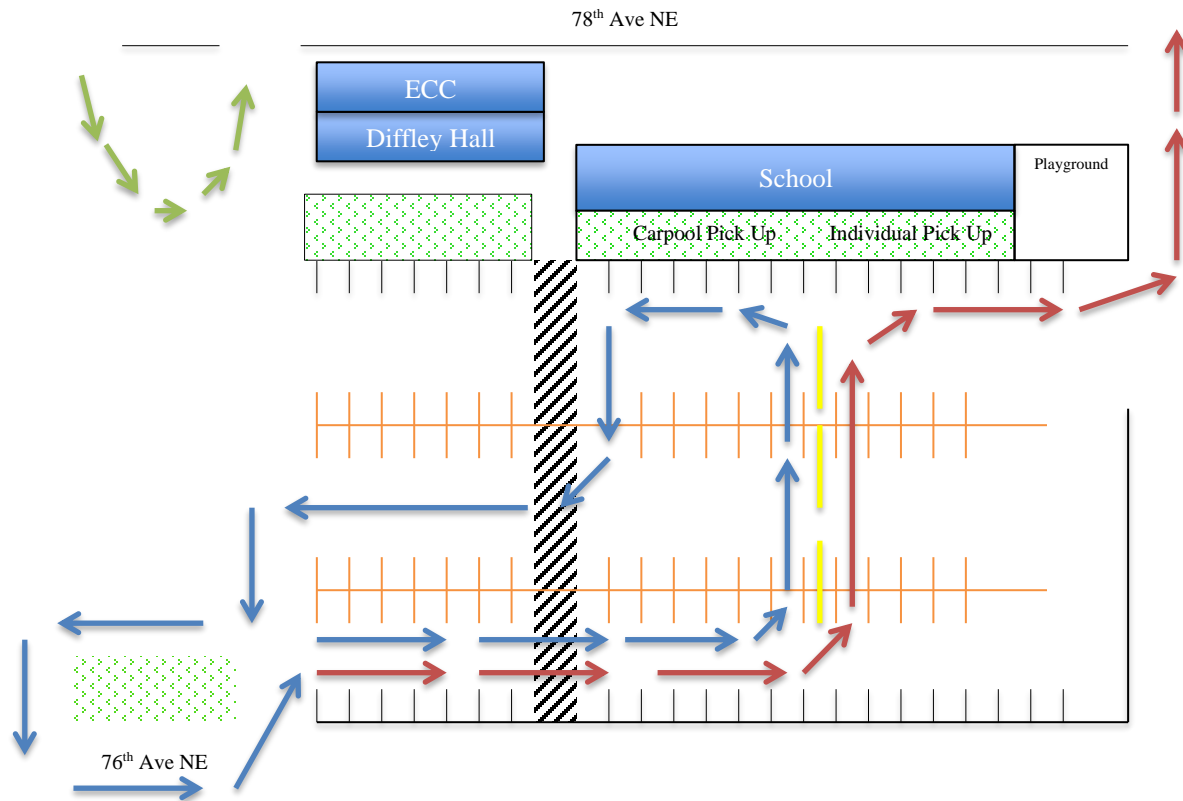 78th Ave NE
ECC
Diffley Hall
School
Playground
Carpool Pick Up
Individual Pick Up
76th Ave NE